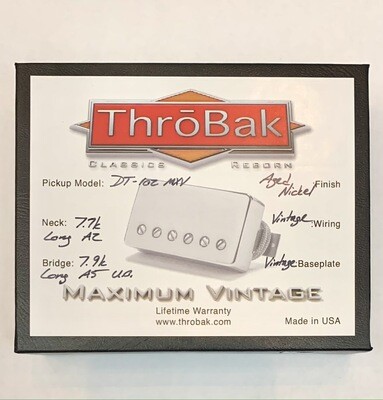 ThrōBak
CLASSICS REBORN
Pickup Model: DT-102 MXV
Aged Nickel Finish
Neck: 7.7k Long A2
Vintage :Wiring
Bridge: 7.9k Long A5 U.O.
Vintage :Baseplate
MAXIMUM VINTAGE
Lifetime Warranty
www.throbak.com
Made in USA